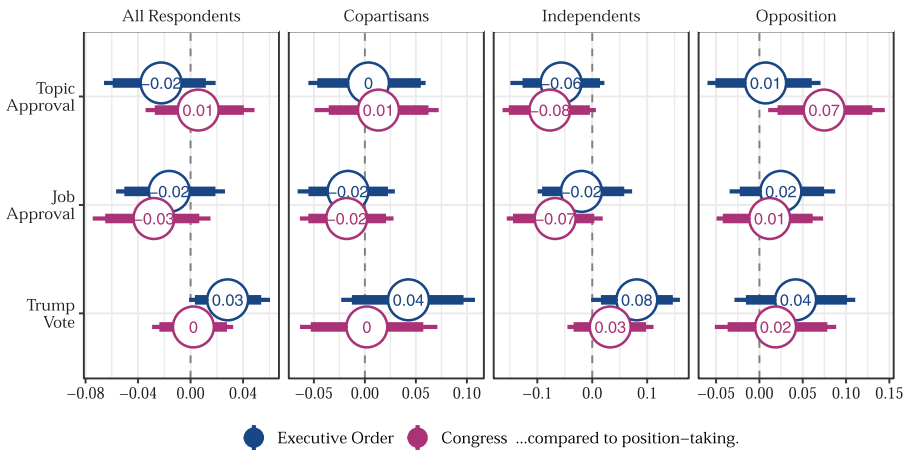 All Respondents Copartisans Independents Opposition
Topic
Approval
−0.02 0 −0.06 0.01
0.01 0.01 −0.08 0.07
Job
Approval
−0.02 −0.02 −0.02 0.02
−0.03 −0.02 −0.07 0.01
Trump
Vote
0.03 0.04 0.08 0.04
0 0 0.03 0.02
−0.08 −0.04 0.00 0.04 −0.05 0.00 0.05 0.10 −0.1 0.0 0.1 −0.05 0.00 0.05 0.10 0.15
Executive Order Congress ...compared to position−taking.